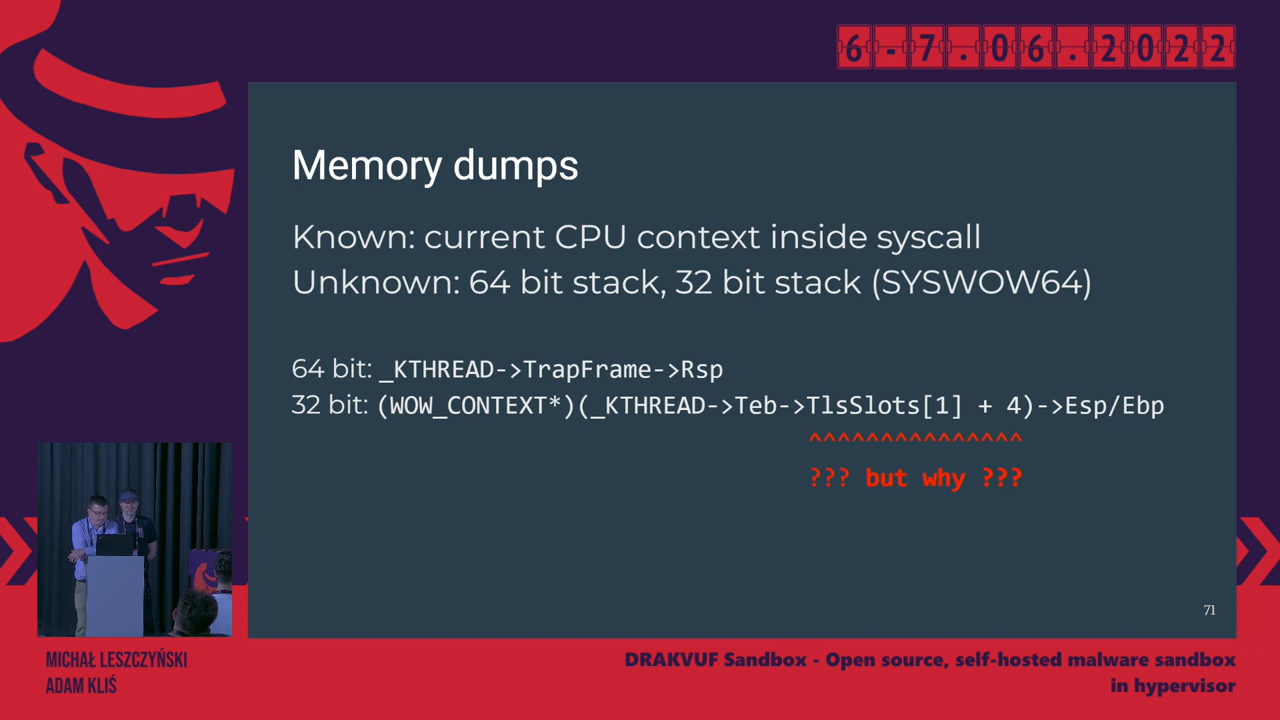 6-7.06.2022
Memory dumps
Known: current CPU context inside syscall
Unknown: 64 bit stack, 32 bit stack (SYSWOW64)
64 bit: _KTHREAD->TrapFrame->Rsp
32 bit: (WOW_CONTEXT*)(_KTHREAD->Teb->TlsSlots[1] + 4)->Esp/Ebp
^^^^^^^^^^^^^^^
??? but why ???
71
MICHAŁ LESZCZYŃSKI
ADAM KLIŚ
DRAKVUF Sandbox - Open source, self-hosted malware sandbox
in hypervisor